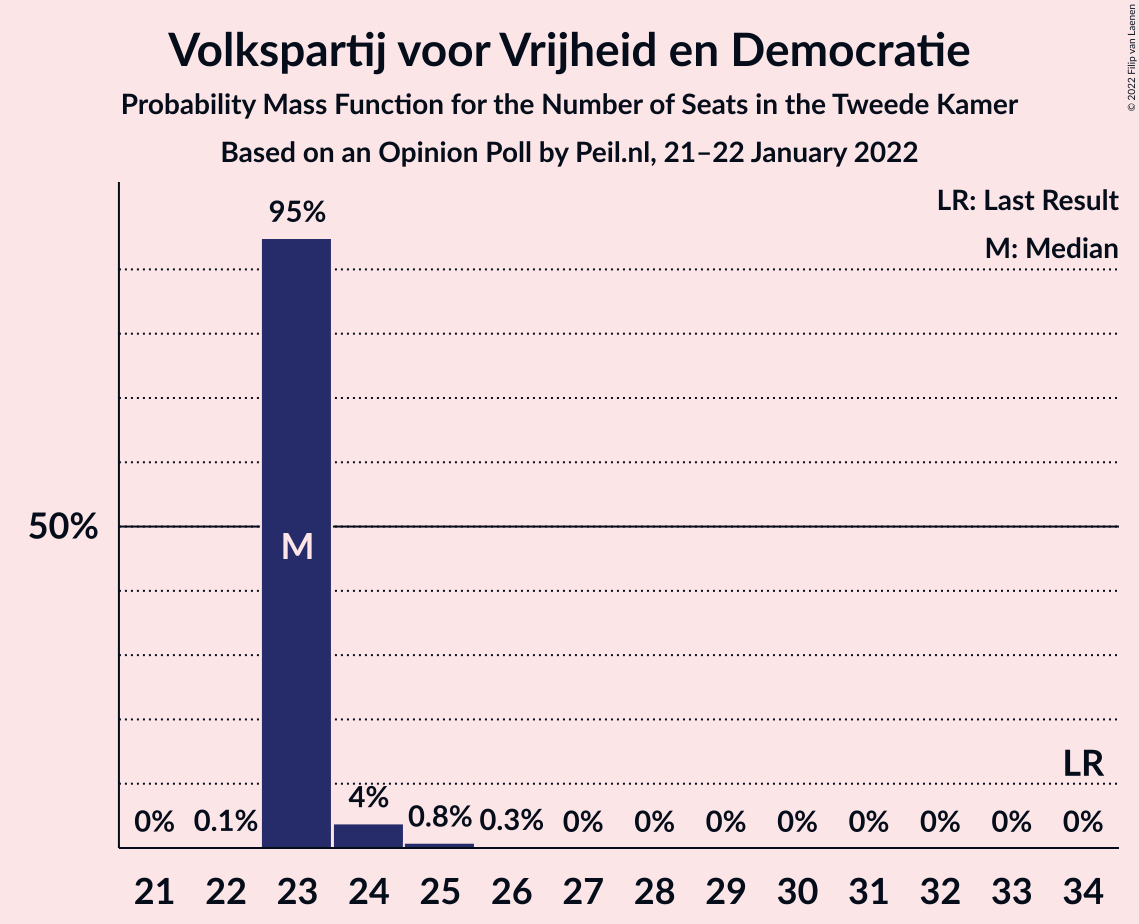 Volkspartij voor Vrijheid en Democratie
Probability Mass Function for the Number of Seats in the Tweede Kamer
Based on an Opinion Poll by Peil.nl, 21–22 January 2022
© 2022 Filip van Laenen
LR: Last Result
M: Median
95%
50%
M
LR
0% 0.1% 4% 0.8% 0.3% 0% 0% 0% 0% 0% 0% 0% 0%
21 22 23 24 25 26 27 28 29 30 31 32 33 34